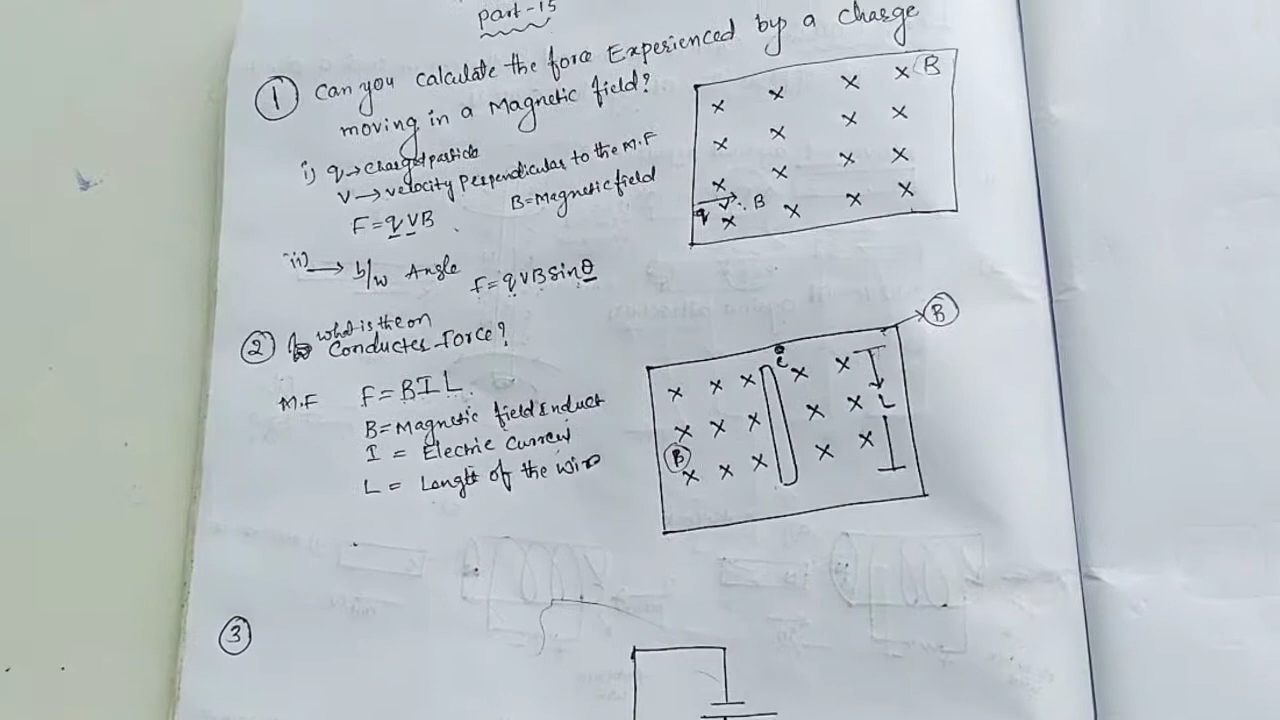 part-15
① Can you calculate the force Experienced by a charge
moving in a Magnetic field?
i) q→charged particle
V → velocity perpendicular to the M.F
F = qVB
B = Magnetic field
ii) → b/w Angle F = qVB sinθ
② what is the on
Conductor Force?
M.F F = BIL
B = Magnetic field Induct
I = Electric Current
L = Length of the wire
③
B
q V B
B
B
L